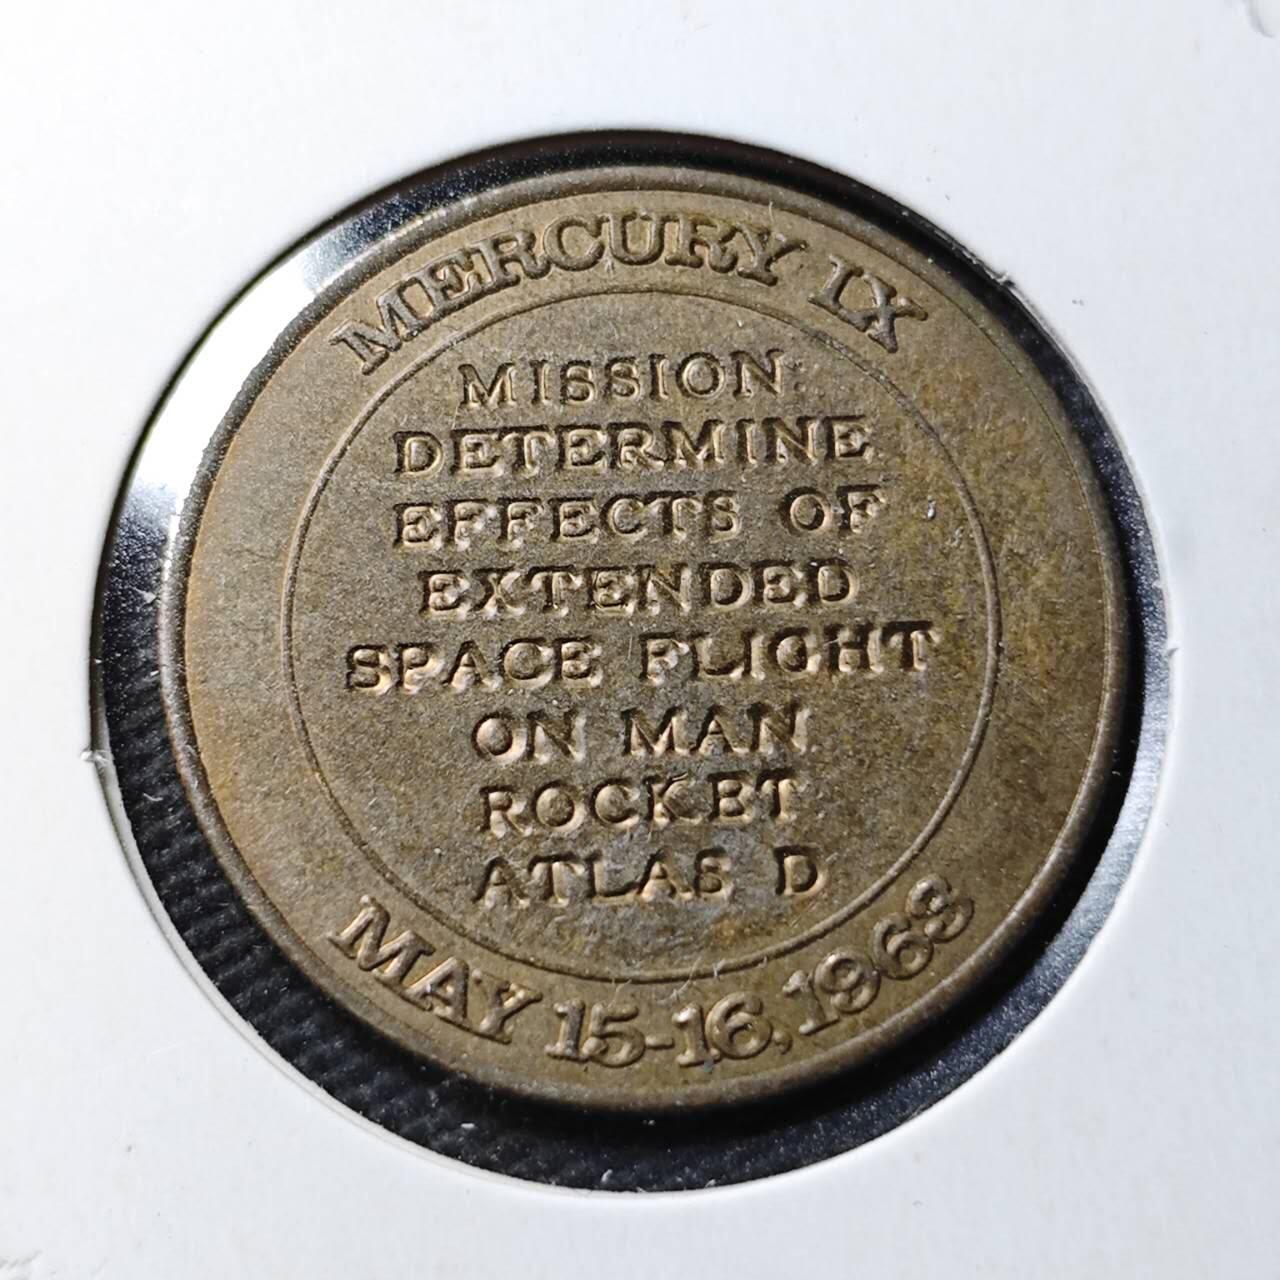 MERCURY IX
MISSION:
DETERMINE
EFFECTS OF
EXTENDED
SPACE FLIGHT
ON MAN
ROCKET
ATLAS D
MAY 15-16, 1963